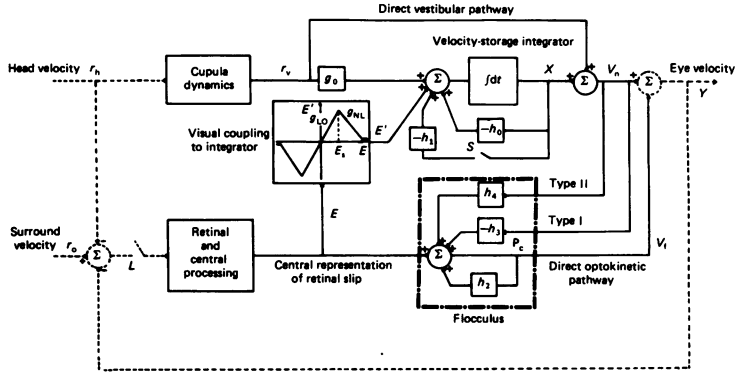 Direct vestibular pathway
Velocity-storage integrator
Head velocity r_h
Cupula dynamics
r_v
g_0
Σ
∫dt
X
Σ
V_n
Σ
Eye velocity
Y
E'
g_LO
g_NL
E_s
E
E'
Visual coupling to integrator
-h_1
-h_0
S
Type II
h_4
Type I
-h_3
P_c
V_f
E
Surround velocity
r_o
Σ
L
Retinal and central processing
Central representation of retinal slip
Σ
h_2
Direct optokinetic pathway
Flocculus